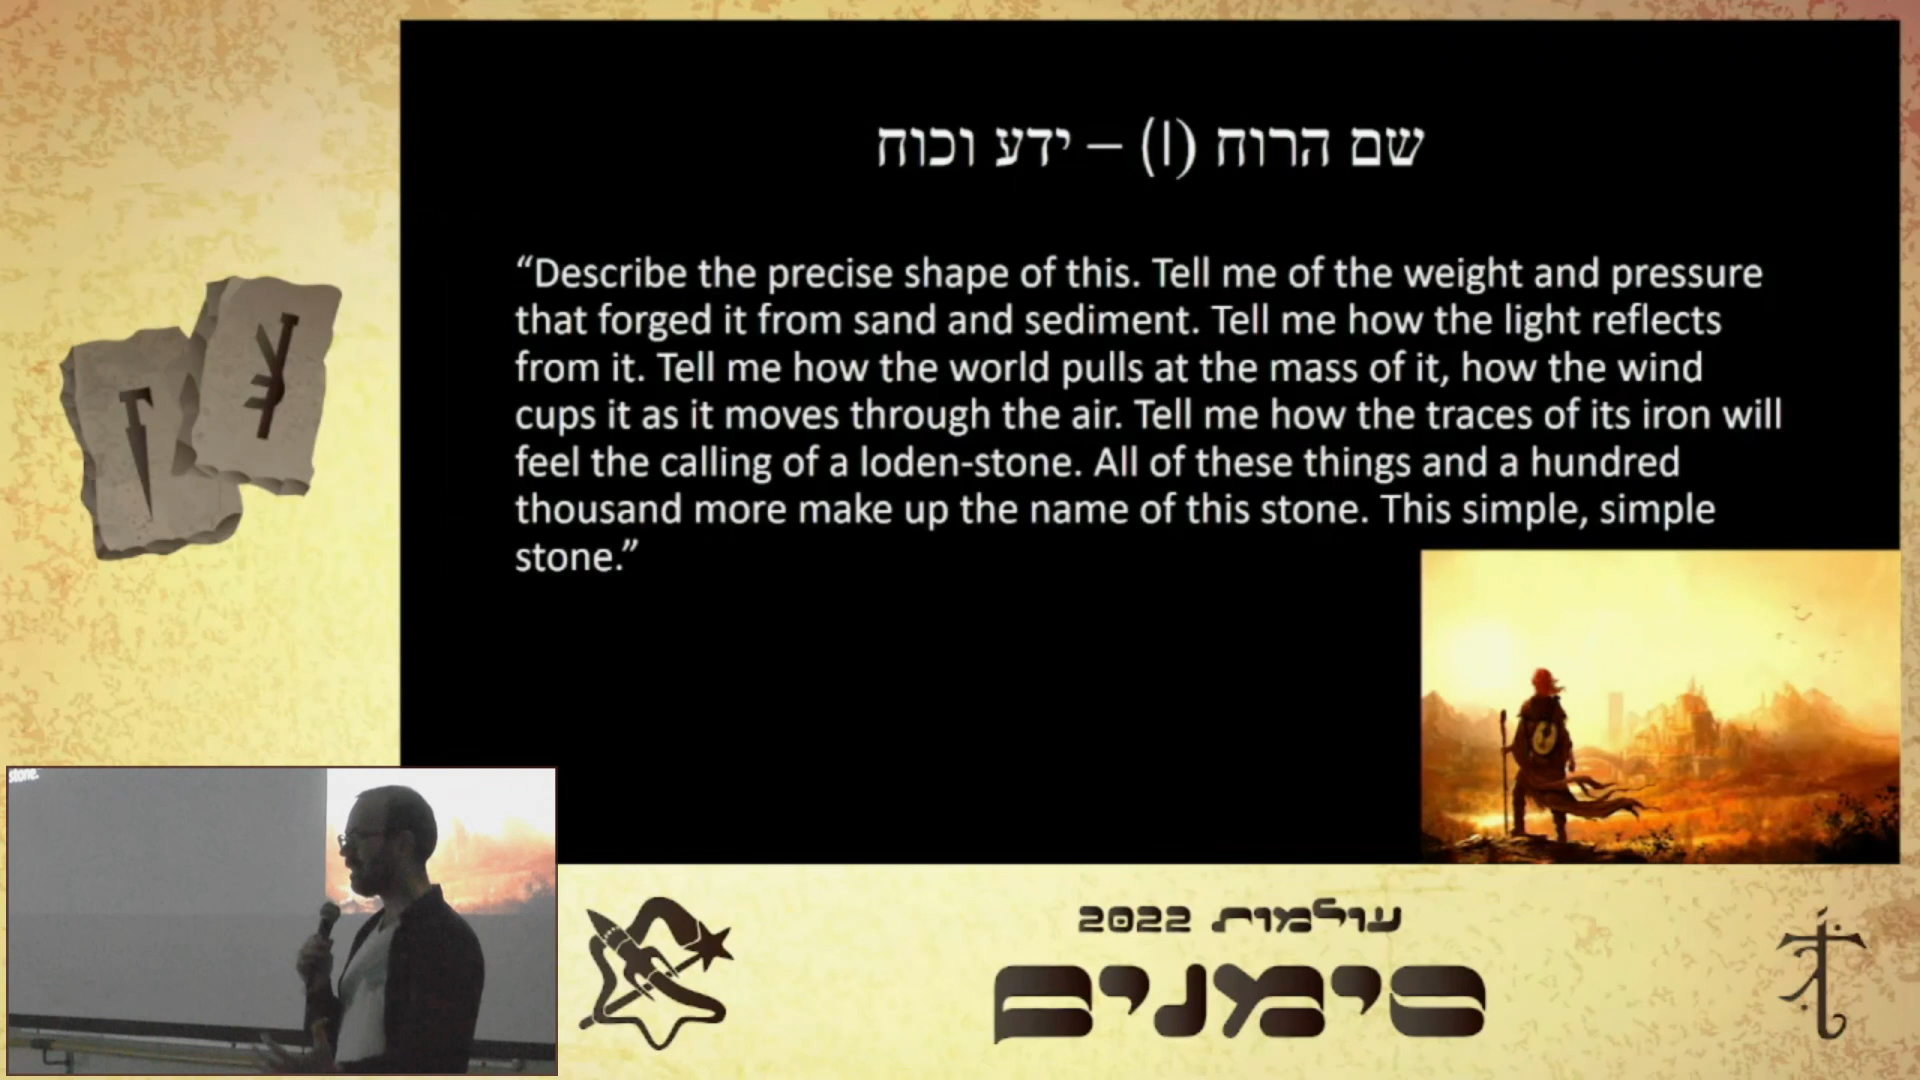 שם הרוח (I) – ידע וכוח
“Describe the precise shape of this. Tell me of the weight and pressure
that forged it from sand and sediment. Tell me how the light reflects
from it. Tell me how the world pulls at the mass of it, how the wind
cups it as it moves through the air. Tell me how the traces of its iron will
feel the calling of a loden-stone. All of these things and a hundred
thousand more make up the name of this stone. This simple, simple
stone.”
stone.
עולמות 2022
סימנים